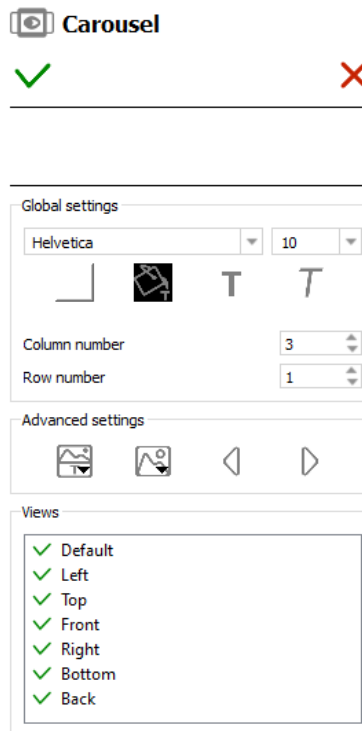 Carousel
Global settings
Helvetica 10
T T
Column number 3
Row number 1
Advanced settings
Views
Default
Left
Top
Front
Right
Bottom
Back